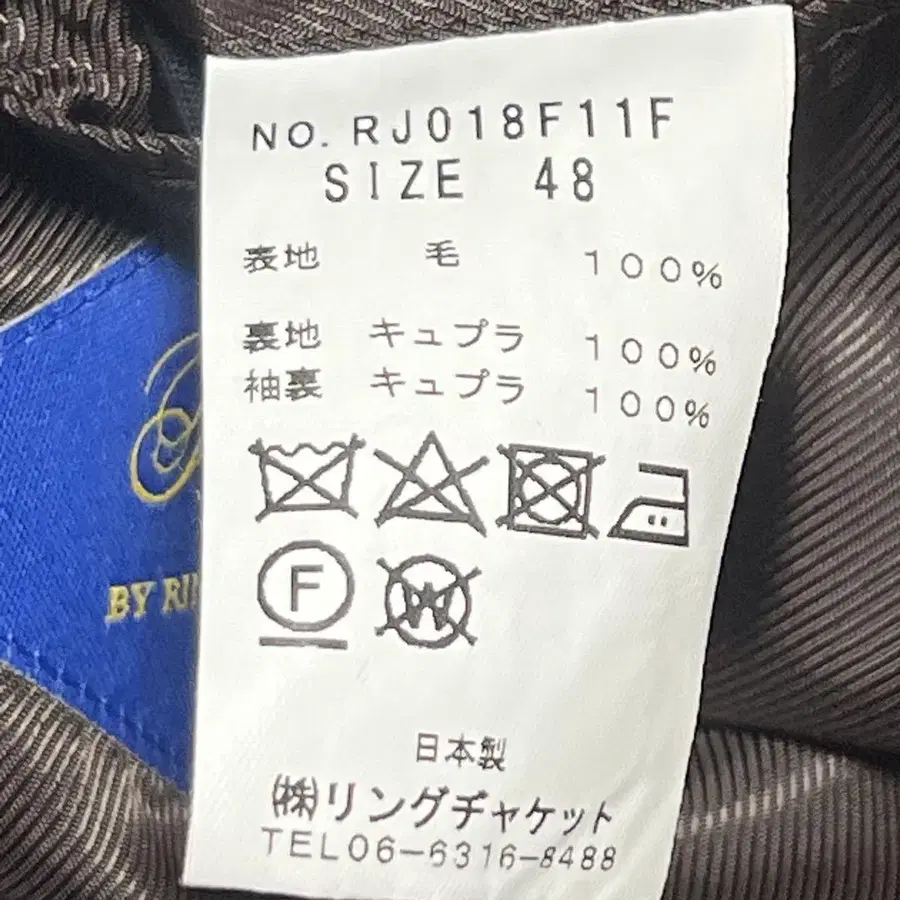 NO. RJ018F11F
SIZE 48
表地 毛 100%
裏地 キュプラ 100%
袖裏 キュプラ 100%
F
W
日本製
(株)リングヂャケット
TEL06-6316-8488
BY